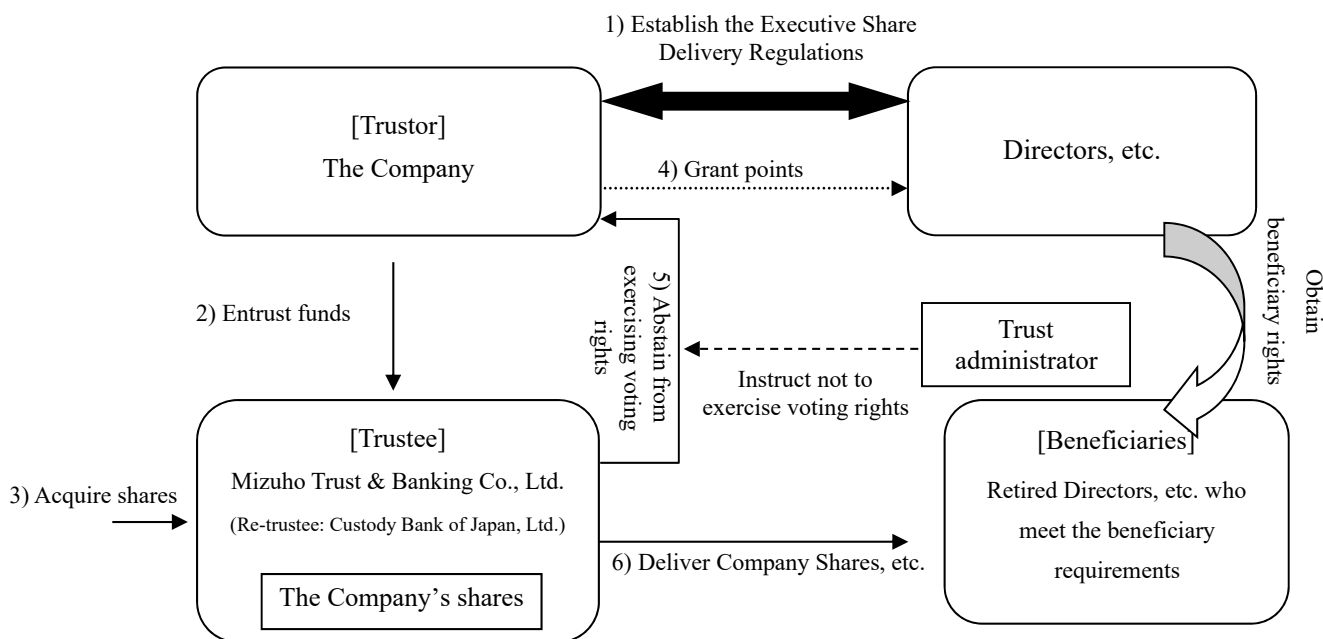 1) Establish the Executive Share
Delivery Regulations
[Trustor]
The Company
Directors, etc.
4) Grant points
5) Abstain from
exercising voting
rights
Obtain
beneficiary rights
2) Entrust funds
Trust
administrator
Instruct not to
exercise voting rights
[Trustee]
Mizuho Trust & Banking Co., Ltd.
(Re-trustee: Custody Bank of Japan, Ltd.)
The Company’s shares
3) Acquire shares
6) Deliver Company Shares, etc.
[Beneficiaries]
Retired Directors, etc. who
meet the beneficiary
requirements